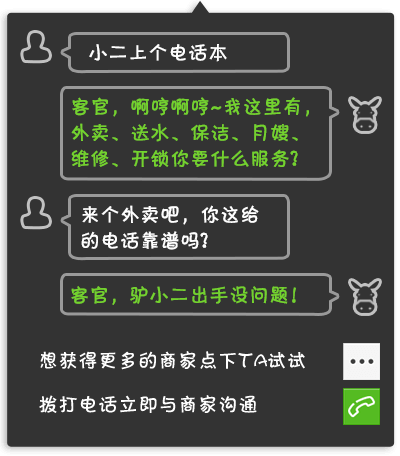 小二上个电话本
客官，啊哼啊哼~我这里有，
外卖、送水、保洁、月嫂、
维修、开锁你要什么服务？
来个外卖吧，你这给
的电话靠谱吗？
客官，驴小二出手没问题！
想获得更多的商家点下TA试试
拨打电话立即与商家沟通